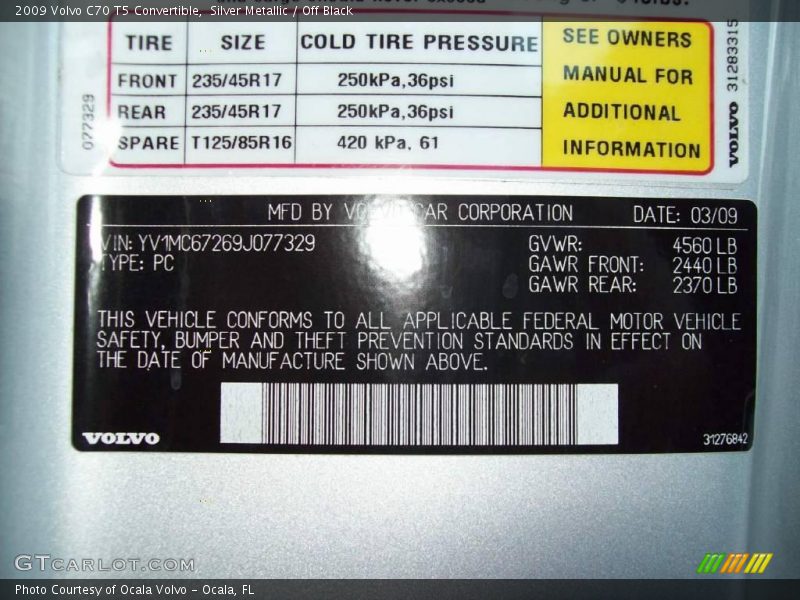 2009 Volvo C70 T5 Convertible, Silver Metallic / Off Black
TIRE SIZE COLD TIRE PRESSURE
FRONT 235/45R17 250kPa,36psi
REAR 235/45R17 250kPa,36psi
SPARE T125/85R16 420 kPa, 61
SEE OWNERS
MANUAL FOR
ADDITIONAL
INFORMATION
077329
VOLVO 31283315
MFD BY VOLVO CAR CORPORATION DATE: 03/09
VIN: YV1MC67269J077329
TYPE: PC
GVWR: 4560 LB
GAWR FRONT: 2440 LB
GAWR REAR: 2370 LB
THIS VEHICLE CONFORMS TO ALL APPLICABLE FEDERAL MOTOR VEHICLE
SAFETY, BUMPER AND THEFT PREVENTION STANDARDS IN EFFECT ON
THE DATE OF MANUFACTURE SHOWN ABOVE.
VOLVO
31276842
GTCARLOT.COM
Photo Courtesy of Ocala Volvo - Ocala, FL